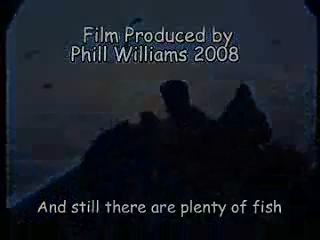 Film Produced by
Phill Williams 2008
And still there are plenty of fish